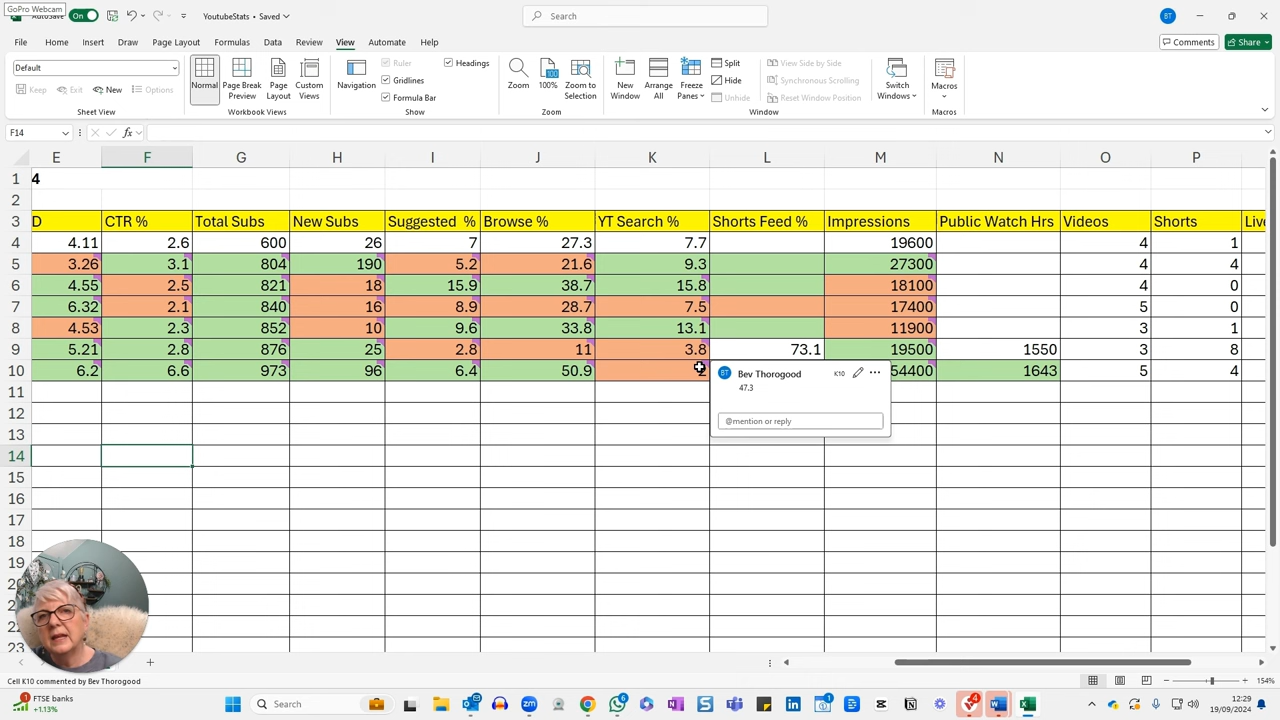 GoPro Webcam
AutoSave On YoutubeStats • Saved Search BT
File Home Insert Draw Page Layout Formulas Data Review View Automate Help Comments Share
Default
Keep Exit New Options
Normal Page Break Preview Page Layout Custom Views
Navigation Ruler Gridlines Formula Bar Headings
Zoom 100% Zoom to Selection
New Window Arrange All Freeze Panes Split Hide Unhide View Side by Side Synchronous Scrolling Reset Window Position Switch Windows Macros
Sheet View Workbook Views Show Zoom Window Macros
F14 fx
E F G H I J K L M N O P
1 4
2
3 D CTR % Total Subs New Subs Suggested % Browse % YT Search % Shorts Feed % Impressions Public Watch Hrs Videos Shorts Liv
4 4.11 2.6 600 26 7 27.3 7.7 19600 4 1
5 3.26 3.1 804 190 5.2 21.6 9.3 27300 4 4
6 4.55 2.5 821 18 15.9 38.7 15.8 18100 4 0
7 6.32 2.1 840 16 8.9 28.7 7.5 17400 5 0
8 4.53 2.3 852 10 9.6 33.8 13.1 11900 3 1
9 5.21 2.8 876 25 2.8 11 3.8 73.1 19500 1550 3 8
10 6.2 6.6 973 96 6.4 50.9 2 54400 1643 5 4
BT Bev Thorogood K10
47.3
@mention or reply
11
12
13
14
15
16
17
18
19
20
21
22
23
Cell K10 commented by Bev Thorogood 154%
FTSE banks
+1.13%
Search
12:29
19/09/2024